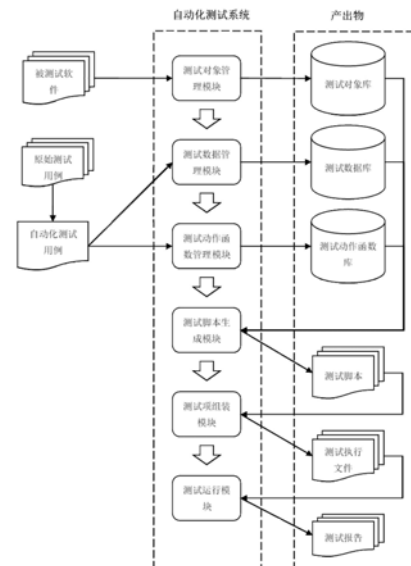 自动化测试系统
产出物
被测试软
件
测试对象管
理模块
测试对象库
原始测试
用例
测试数据管
理模块
测试数据库
自动化测试
用例
测试动作函
数管理模块
测试动作函数
库
测试脚本生
成模块
测试脚本
测试项组装
模块
测试执行
文件
测试运行模
块
测试报告